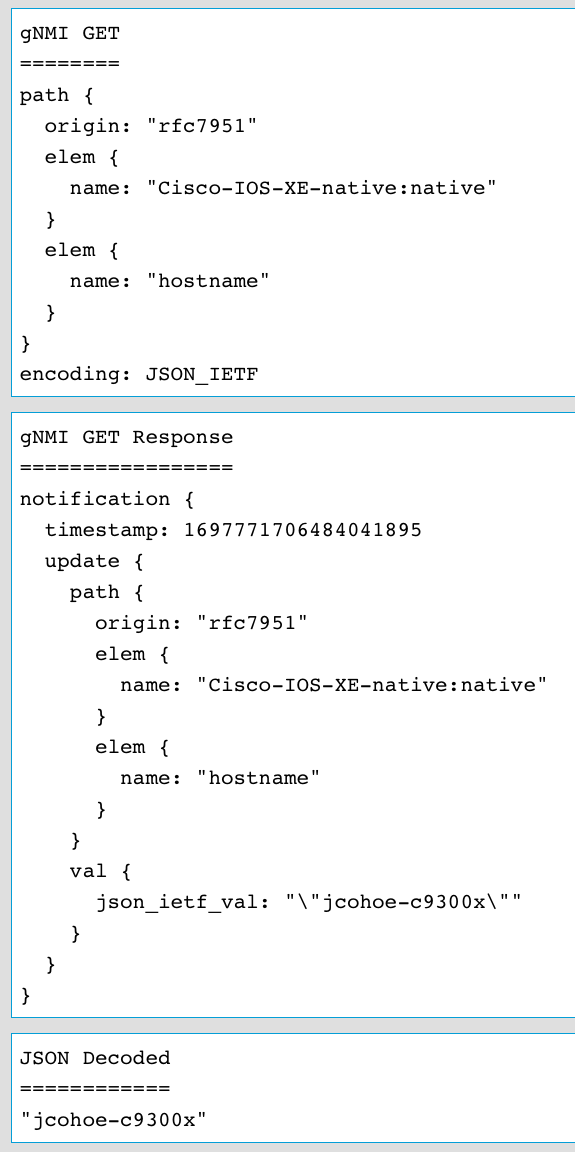 gNMI GET
========
path {
  origin: "rfc7951"
  elem {
    name: "Cisco-IOS-XE-native:native"
  }
  elem {
    name: "hostname"
  }
}
encoding: JSON_IETF
gNMI GET Response
=================
notification {
  timestamp: 1697771706484041895
  update {
    path {
      origin: "rfc7951"
      elem {
        name: "Cisco-IOS-XE-native:native"
      }
      elem {
        name: "hostname"
      }
    }
    val {
      json_ietf_val: "\"jcohoe-c9300x\""
    }
  }
}
JSON Decoded
============
"jcohoe-c9300x"